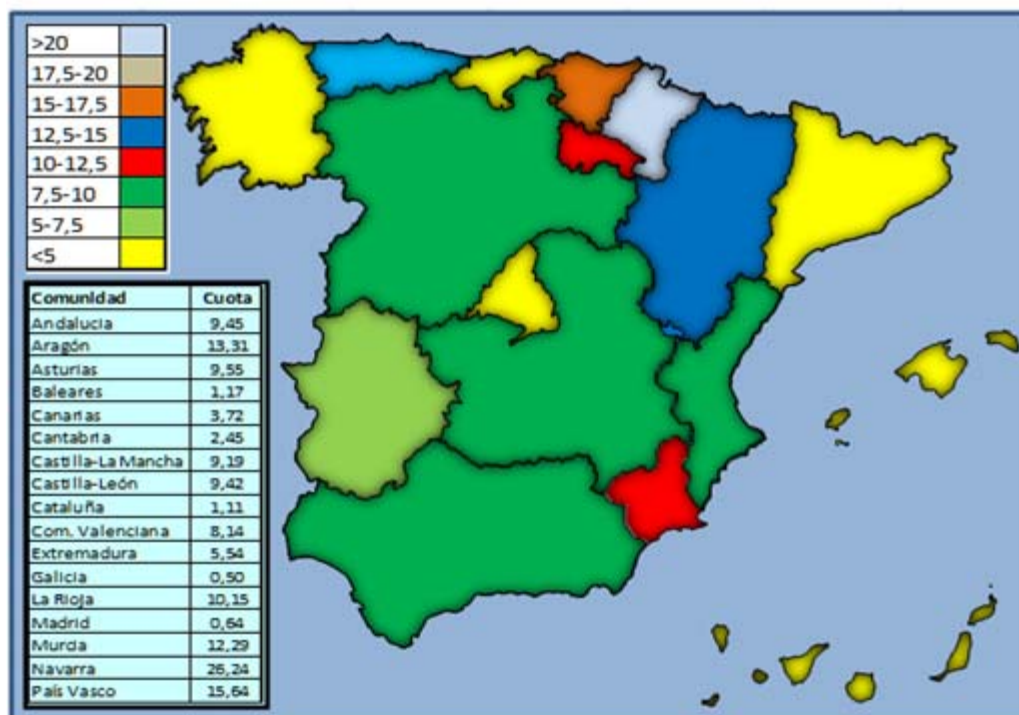 >20
17,5-20
15-17,5
12,5-15
10-12,5
7,5-10
5-7,5
<5
Comunidad Cuota
Andalucia 9,45
Aragón 13,31
Asturias 9,55
Baleares 1,17
Canarias 3,72
Cantabria 2,45
Castilla-La Mancha 9,19
Castilla-León 9,42
Cataluña 1,11
Com. Valenciana 8,14
Extremadura 5,54
Galicia 0,50
La Rioja 10,15
Madrid 0,64
Murcia 12,29
Navarra 26,24
País Vasco 15,64